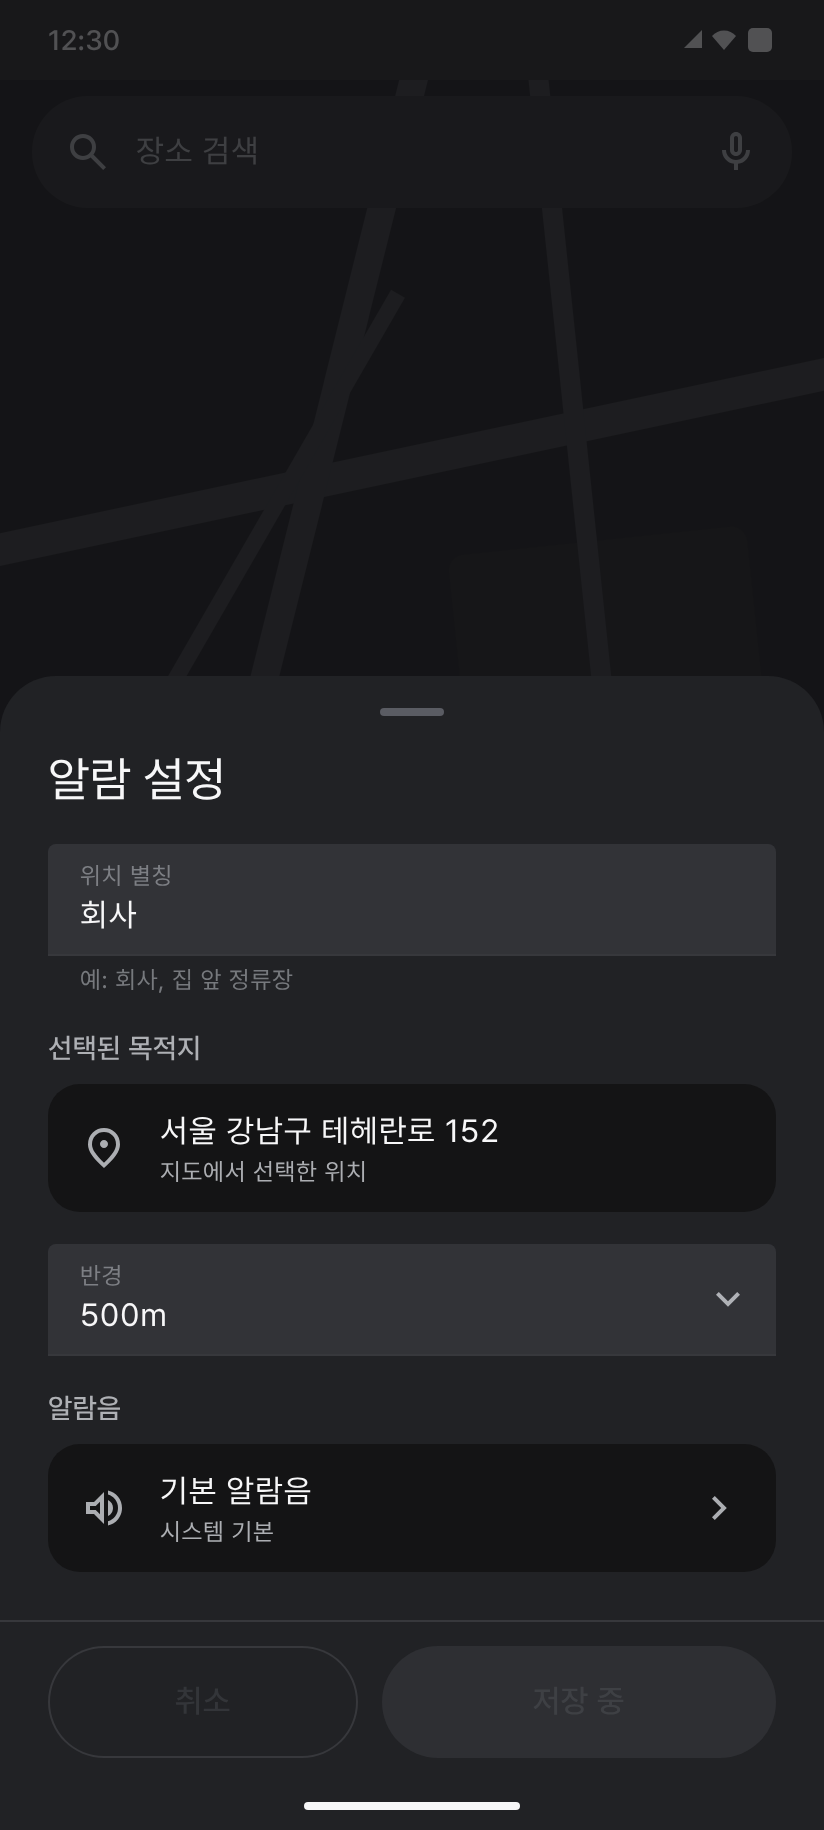 12:30
장소 검색
알람 설정
위치 별칭
회사
예: 회사, 집 앞 정류장
선택된 목적지
서울 강남구 테헤란로 152
지도에서 선택한 위치
반경
500m
알람음
기본 알람음
시스템 기본
취소
저장 중